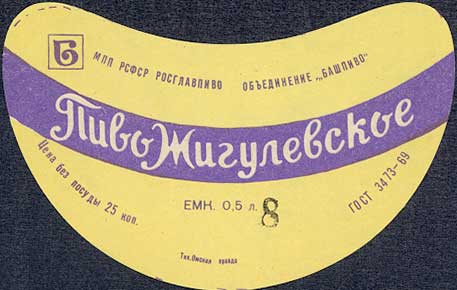 Б
МПП РСФСР РОСГЛАВПИВО ОБЪЕДИНЕНИЕ „БАШПИВО“
Пиво Жигулевское
Цена без посуды 25 коп.
ЕМК. 0,5 л.
8
ГОСТ 3473-69
Тип. Омская правда